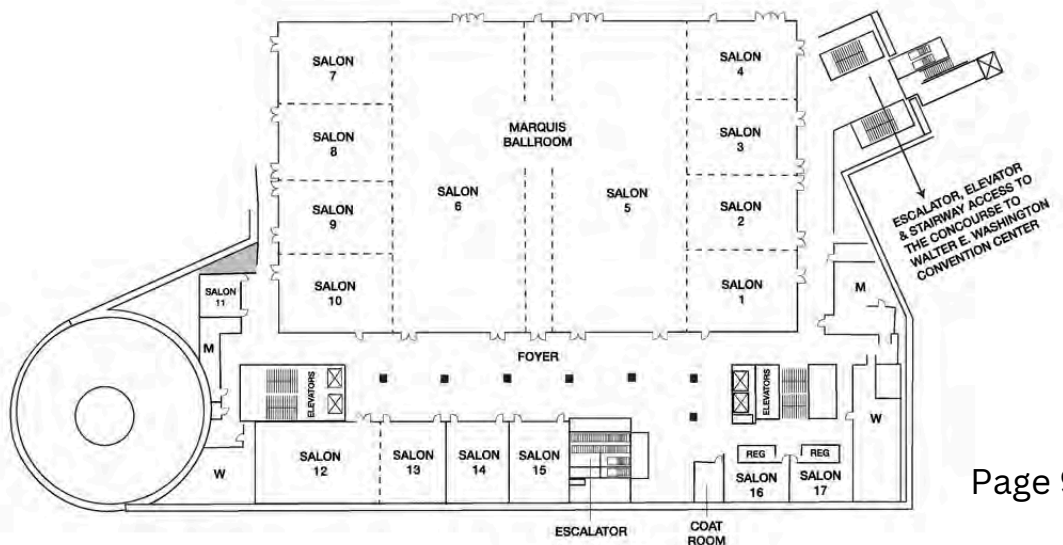 SALON
7
SALON
8
SALON
9
SALON
10
SALON
6
MARQUIS
BALLROOM
SALON
5
SALON
4
SALON
3
SALON
2
SALON
1
ESCALATOR, ELEVATOR
& STAIRWAY ACCESS TO
THE CONCOURSE TO
WALTER E. WASHINGTON
CONVENTION CENTER
SALON
11
M
W
FOYER
ELEVATORS
SALON
12
SALON
13
SALON
14
SALON
15
ESCALATOR
COAT
ROOM
ELEVATORS
REG
SALON
16
REG
SALON
17
M
W
Page 9